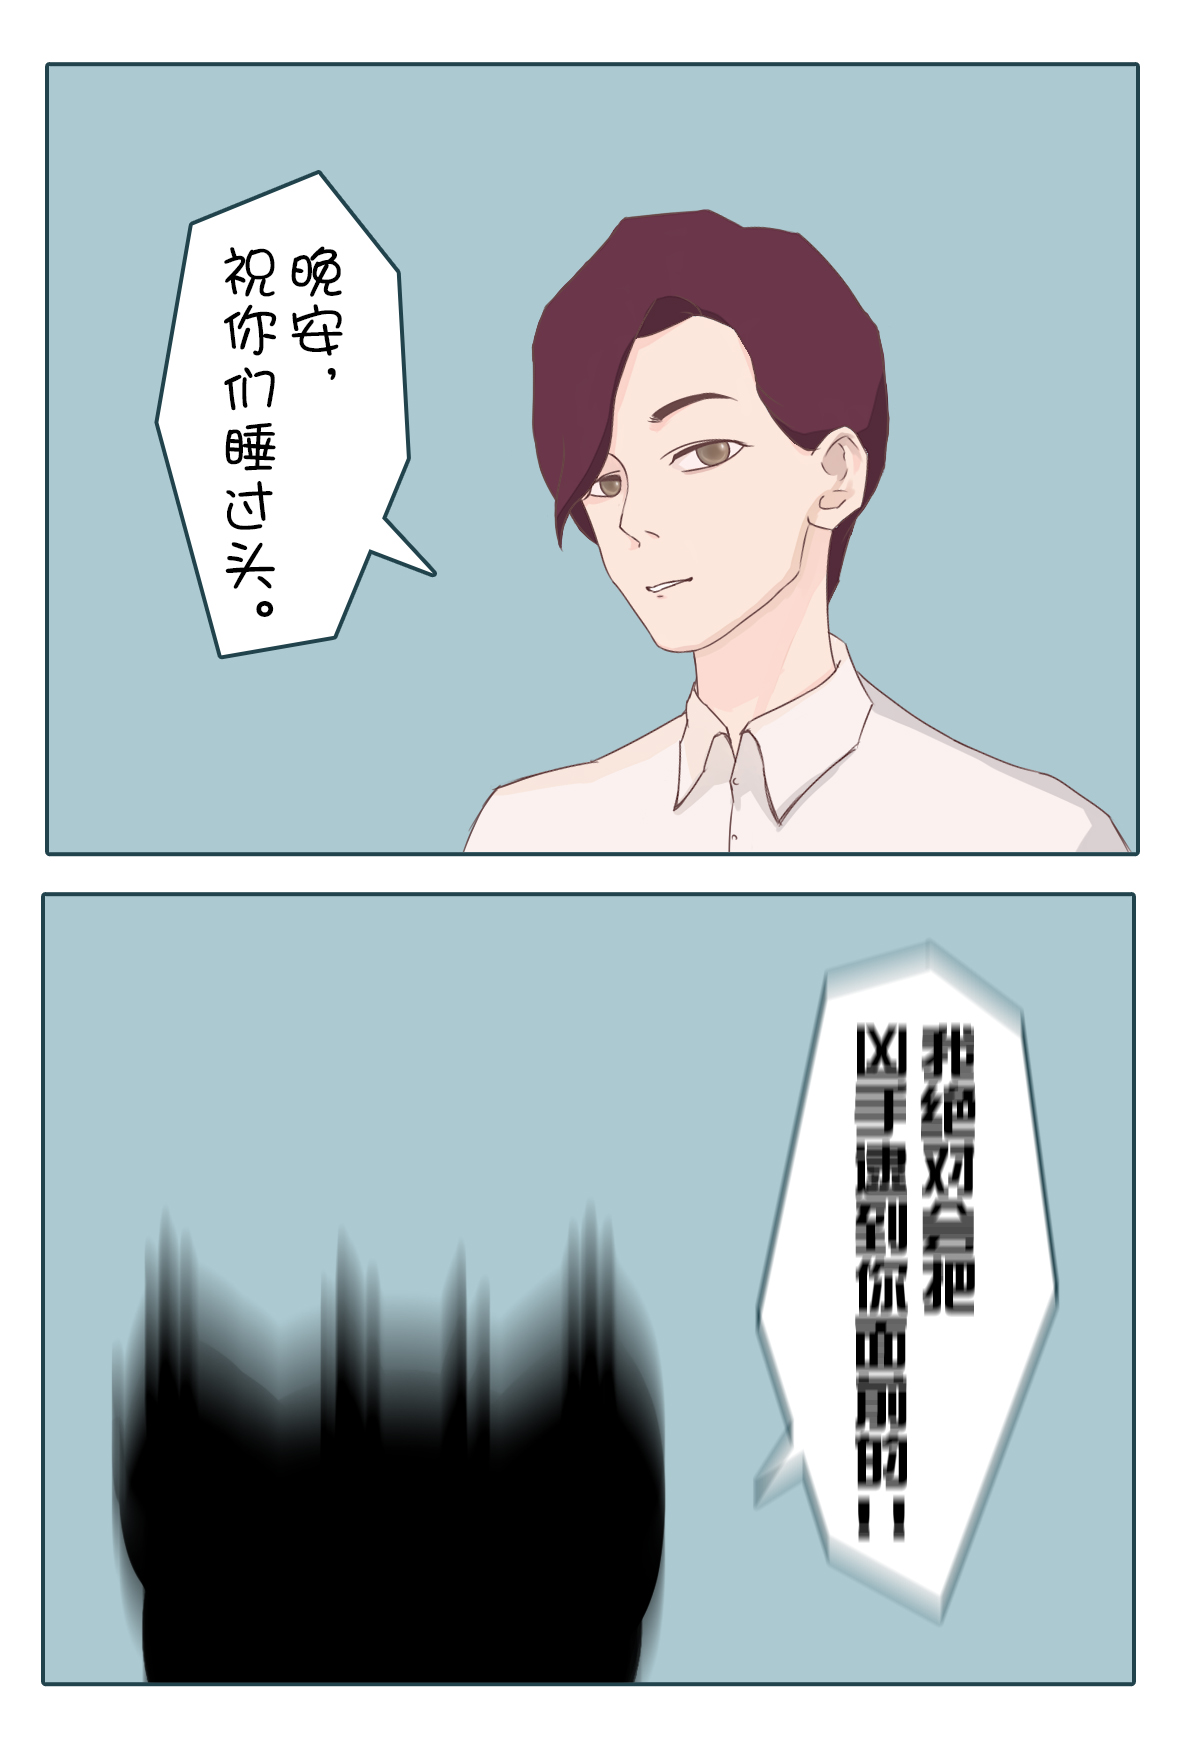 晚安，
祝你们睡过头。
我绝对会把
凶手逮到你面前的！！